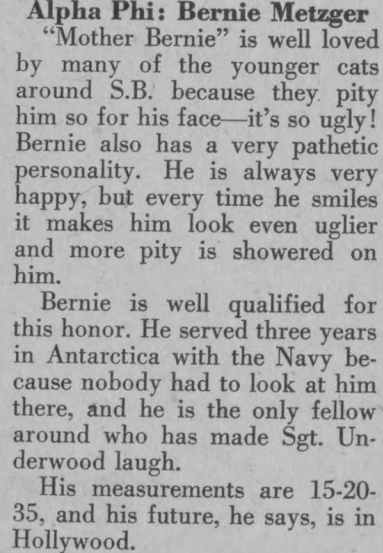 Alpha Phi: Bernie Metzger
"Mother Bernie" is well loved
by many of the younger cats
around S.B. because they pity
him so for his face—it's so ugly!
Bernie also has a very pathetic
personality. He is always very
happy, but every time he smiles
it makes him look even uglier
and more pity is showered on
him.
Bernie is well qualified for
this honor. He served three years
in Antarctica with the Navy be-
cause nobody had to look at him
there, and he is the only fellow
around who has made Sgt. Un-
derwood laugh.
His measurements are 15-20-
35, and his future, he says, is in
Hollywood.